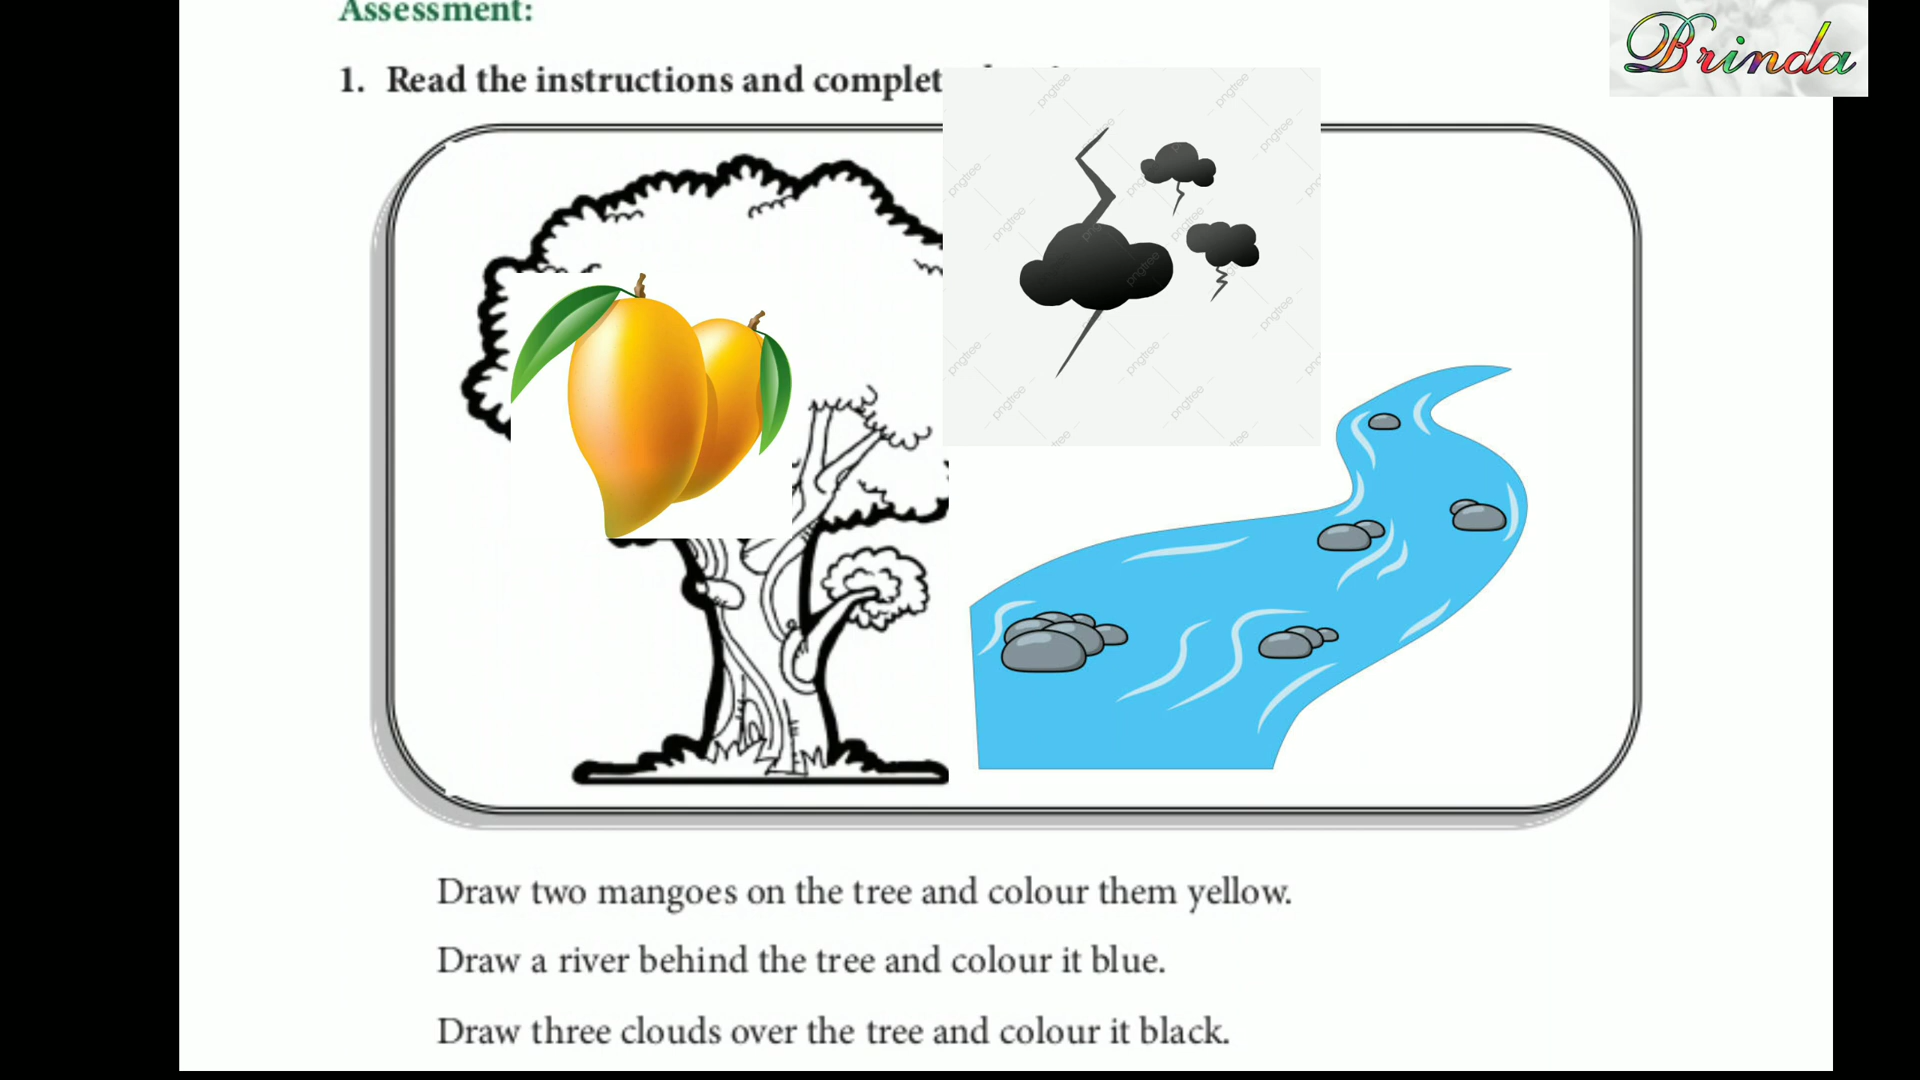 Assessment:
Brinda
1. Read the instructions and complet
pngtree
Draw two mangoes on the tree and colour them yellow.
Draw a river behind the tree and colour it blue.
Draw three clouds over the tree and colour it black.